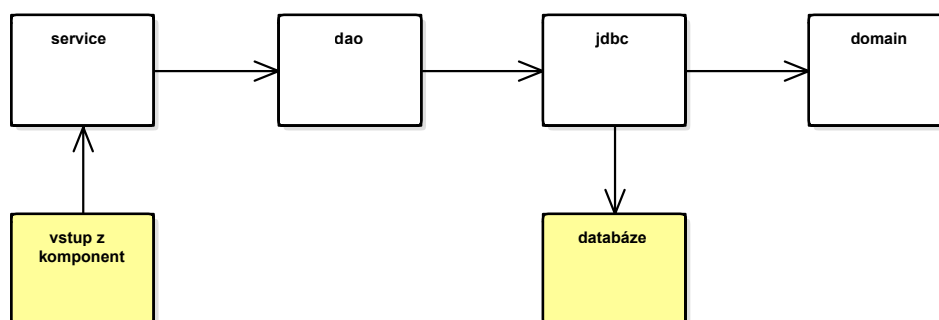 service
dao
jdbc
domain
vstup z
komponent
databáze